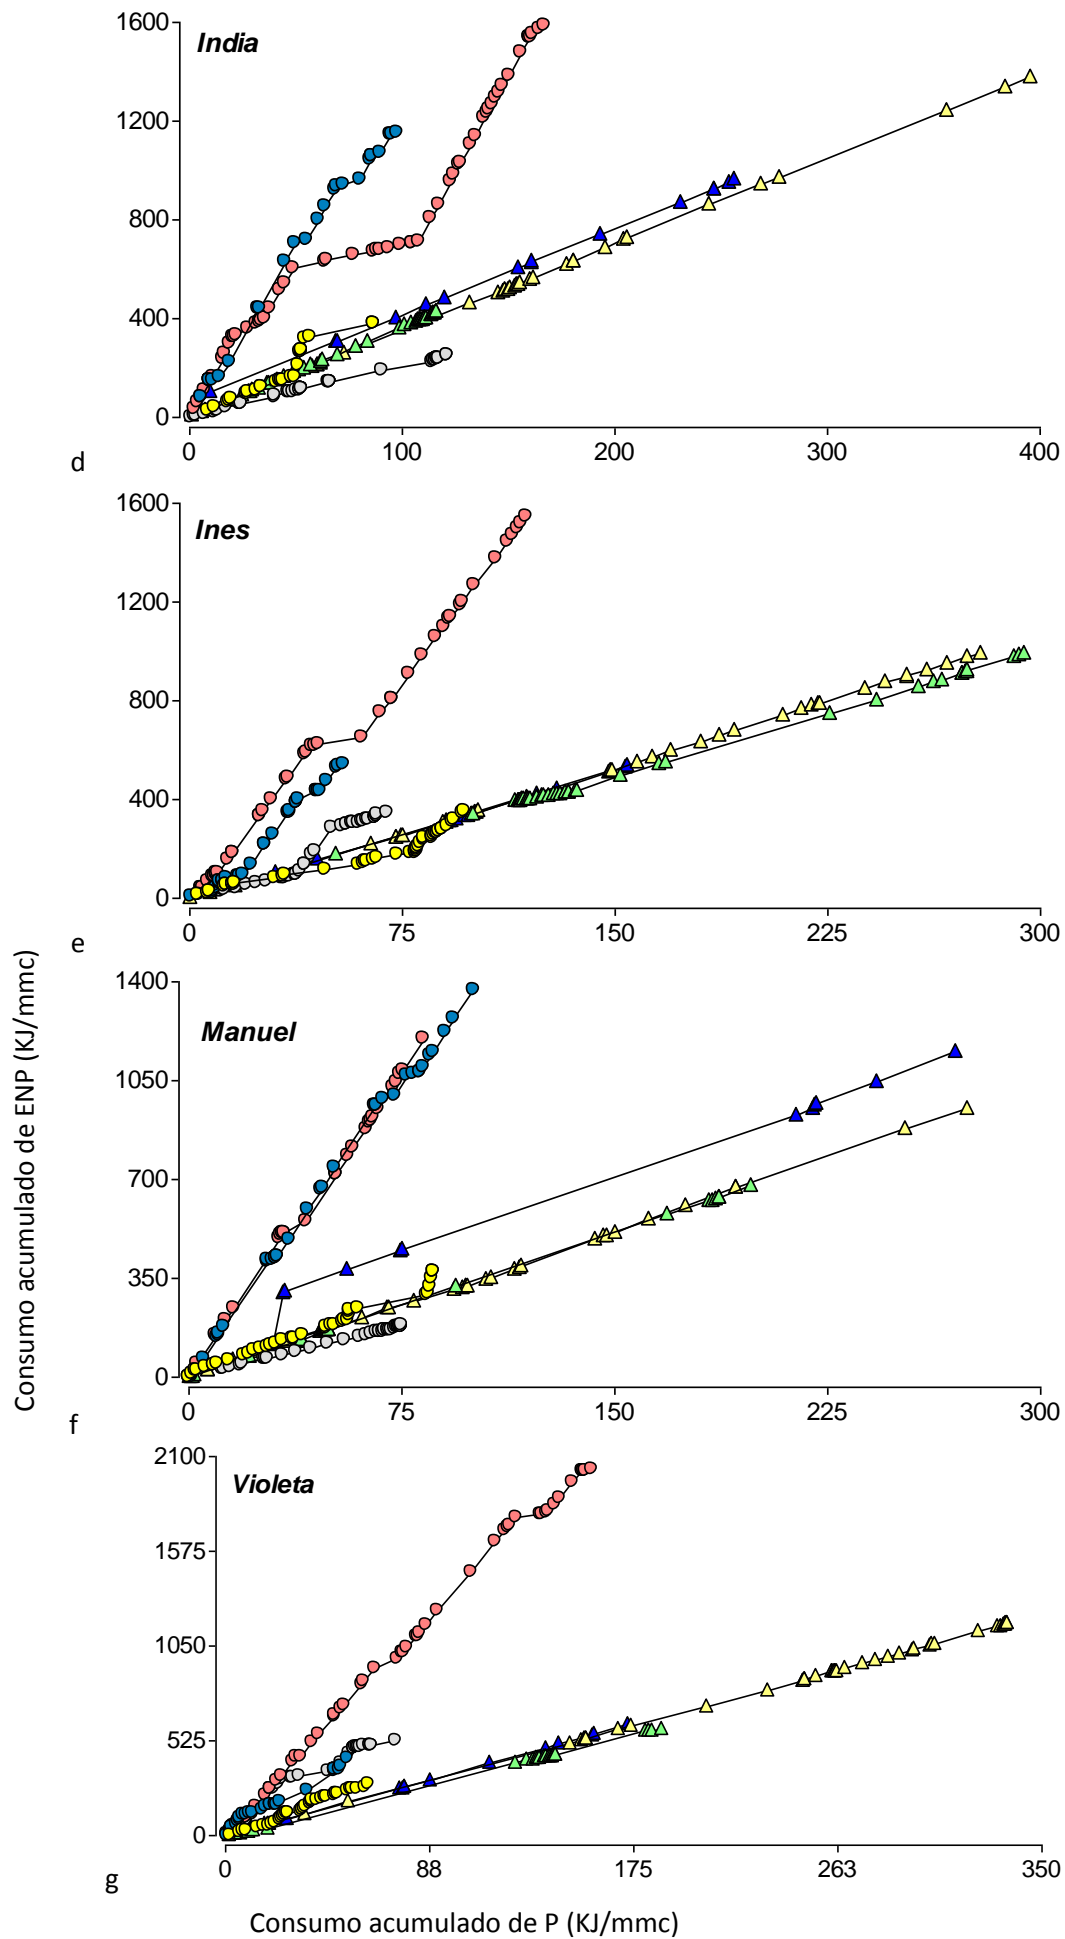 1600
India
1200
800
400
0
0 100 200 300 400
d
1600
Ines
1200
800
400
0
0 75 150 225 300
e
Consumo acumulado de ENP (KJ/mmc)
1400
Manuel
1050
700
350
0
0 75 150 225 300
f
2100
Violeta
1575
1050
525
0
0 88 175 263 350
g
Consumo acumulado de P (KJ/mmc)